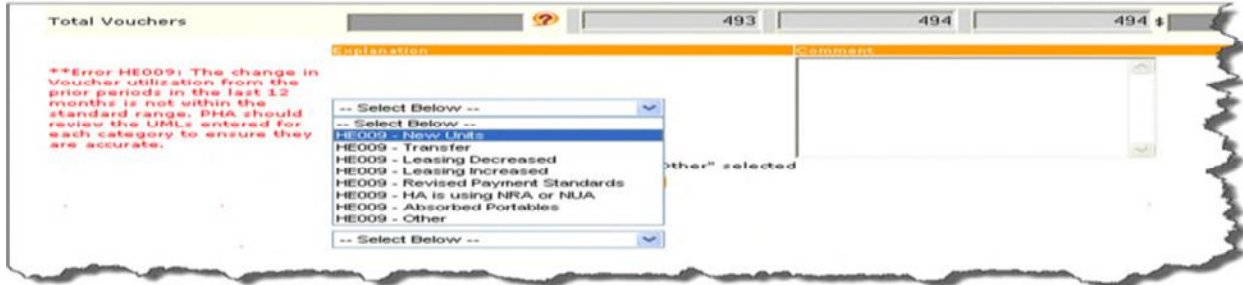 Total Vouchers
?
493
494
494
$
Explanation
Comment
**Error HE009: The change in
Voucher utilization from the
prior periods in the last 12
months is not within the
standard range. PHA should
review the UMLs entered for
each category to ensure they
are accurate.
-- Select Below --
-- Select Below --
HE009 - New Units
HE009 - Transfer
HE009 - Leasing Decreased
HE009 - Leasing Increased
HE009 - Revised Payment Standards
HE009 - HA is using NRA or NUA
HE009 - Absorbed Portables
HE009 - Other
Other" selected
-- Select Below --